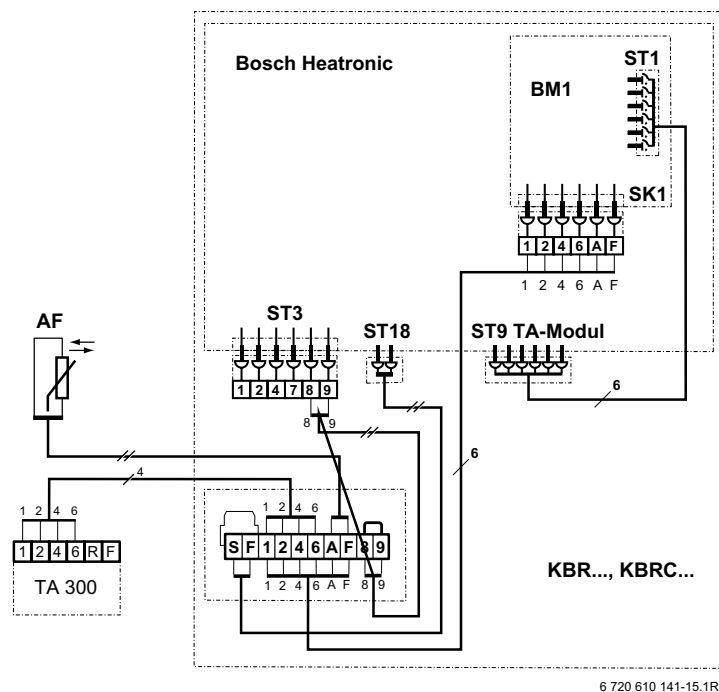 Bosch Heatronic
ST1
BM1
SK1
1 2 4 6 A F
1 2 4 6 A F
AF
ST3
ST18
ST9 TA-Modul
1 2 4 7 8 9
8 9
6
6
4
1 2 4 6
1 2 4 6
1 2 4 6 R F
S F 1 2 4 6 A F 8 9
1 2 4 6 A F 8 9
TA 300
KBR..., KBRC...
6 720 610 141-15.1R